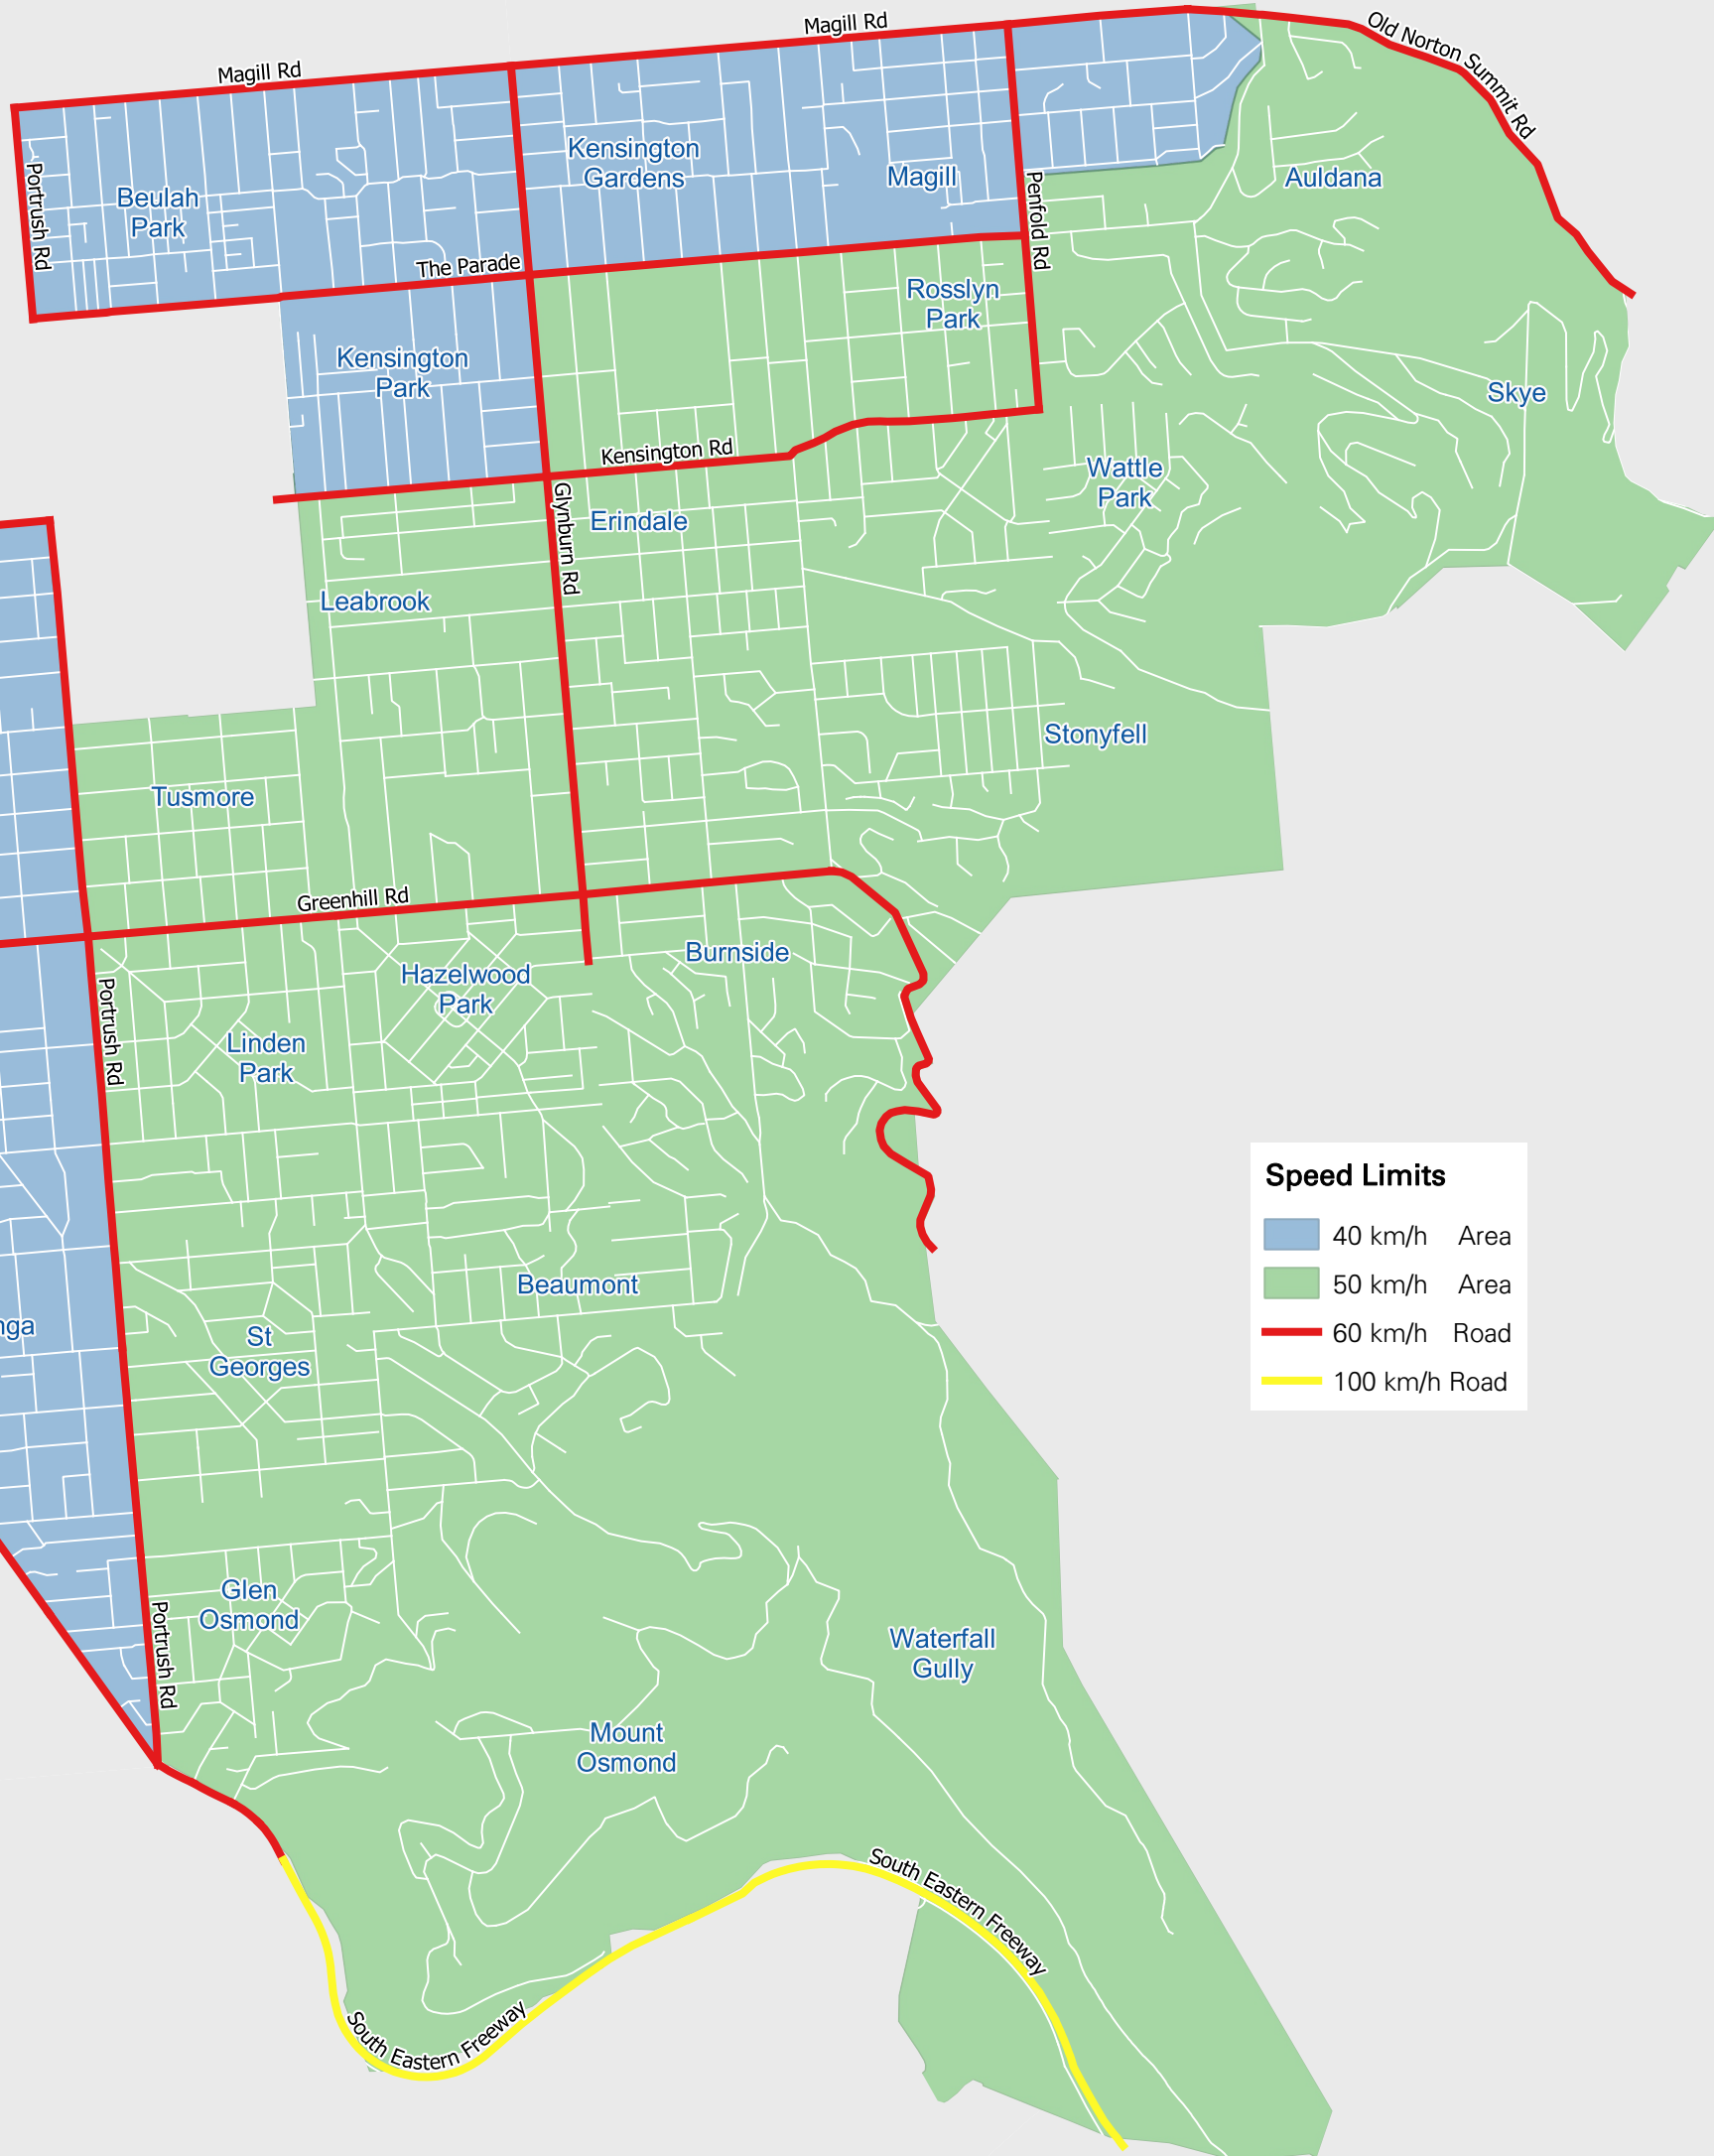 Magill Rd
Magill Rd
Old Norton Summit Rd
Portrush Rd
Beulah
Park
Kensington
Gardens
Magill
Penfold Rd
Auldana
The Parade
Rosslyn
Park
Kensington
Park
Skye
Kensington Rd
Wattle
Park
Glynburn Rd
Erindale
Leabrook
Stonyfell
Tusmore
Greenhill Rd
Burnside
Hazelwood
Park
Portrush Rd
Linden
Park
Speed Limits
40 km/h Area
50 km/h Area
60 km/h Road
100 km/h Road
Beaumont
nga
St
Georges
Glen
Osmond
Portrush Rd
Waterfall
Gully
Mount
Osmond
South Eastern Freeway
South Eastern Freeway